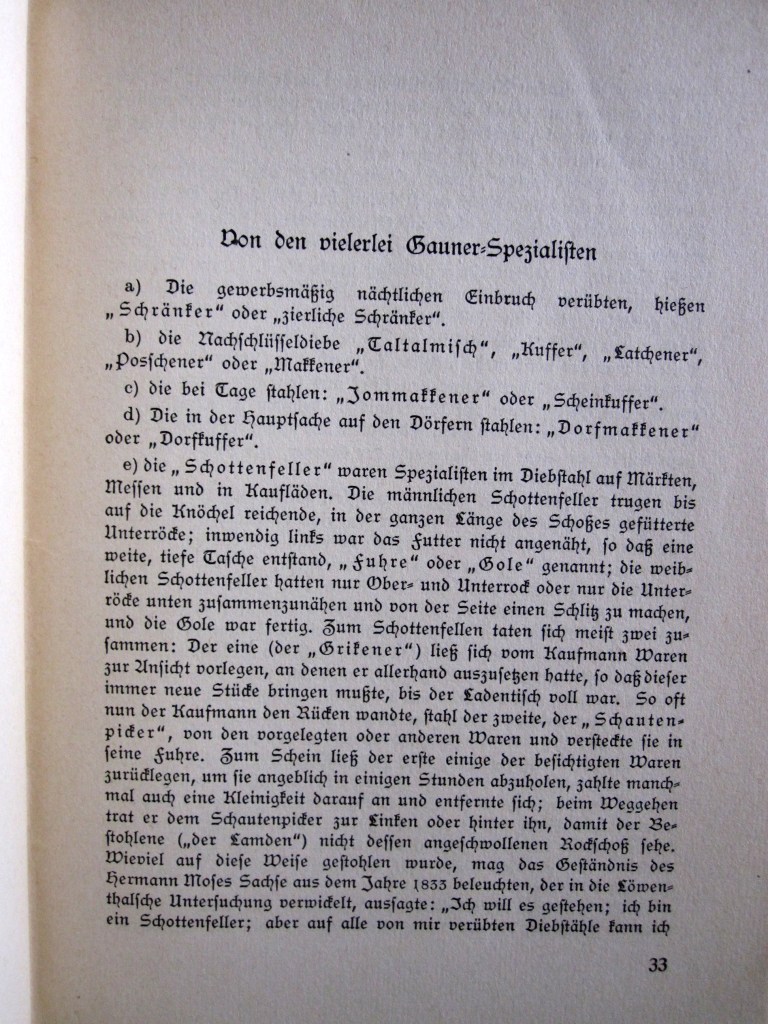 Von den vielerlei Gauner-Spezialisten
a) Die gewerbsmäßig nächtlichen Einbruch verübten, hießen
„Schränker“ oder „zierliche Schränker“.
b) die Nachschlüsseldiebe „Taltalmisch“, „Kuffer“, „Latchener“,
„Posschener“ oder „Makkener“.
c) die bei Tage stahlen: „Jommakkener“ oder „Scheinkuffer“.
d) Die in der Hauptsache auf den Dörfern stahlen: „Dorfmakkener“
oder „Dorfkuffer“.
e) die „Schottenfeller“ waren Spezialisten im Diebstahl auf Märkten,
Messen und in Kaufläden. Die männlichen Schottenfeller trugen bis
auf die Knöchel reichende, in der ganzen Länge des Schoßes gefütterte
Unterröcke; inwendig links war das Futter nicht angenäht, so daß eine
weite, tiefe Tasche entstand, „Fuhre“ oder „Gole“ genannt; die weib-
lichen Schottenfeller hatten nur Ober- und Unterrock oder nur die Unter-
röcke unten zusammenzunähen und von der Seite einen Schlitz zu machen,
und die Gole war fertig. Zum Schottenfellen taten sich meist zwei zu-
sammen: Der eine (der „Srikener“) ließ sich vom Kaufmann Waren
zur Ansicht vorlegen, an denen er allerhand auszusetzen hatte, so daß dieser
immer neue Stücke bringen mußte, bis der Ladentisch voll war. So oft
nun der Kaufmann den Rücken wandte, stahl der zweite, der „Schauten-
picker“, von den vorgelegten oder anderen Waren und versteckte sie in
seine Fuhre. Zum Schein ließ der erste einige der besichtigten Waren
zurücklegen, um sie angeblich in einigen Stunden abzuholen, zahlte manch-
mal auch eine Kleinigkeit darauf an und entfernte sich; beim Weggehen
trat er dem Schautenpicker zur Linken oder hinter ihn, damit der Be-
stohlene („der Lamden“) nicht dessen angeschwollenen Rockschoß sehe.
Wieviel auf diese Weise gestohlen wurde, mag das Geständnis des
Hermann Moses Sachse aus dem Jahre 1833 beleuchten, der in die Löwen-
thalsche Untersuchung verwickelt, aussagte: „Ich will es gestehen; ich bin
ein Schottenfeller; aber auf alle von mir verübten Diebstähle kann ich
33